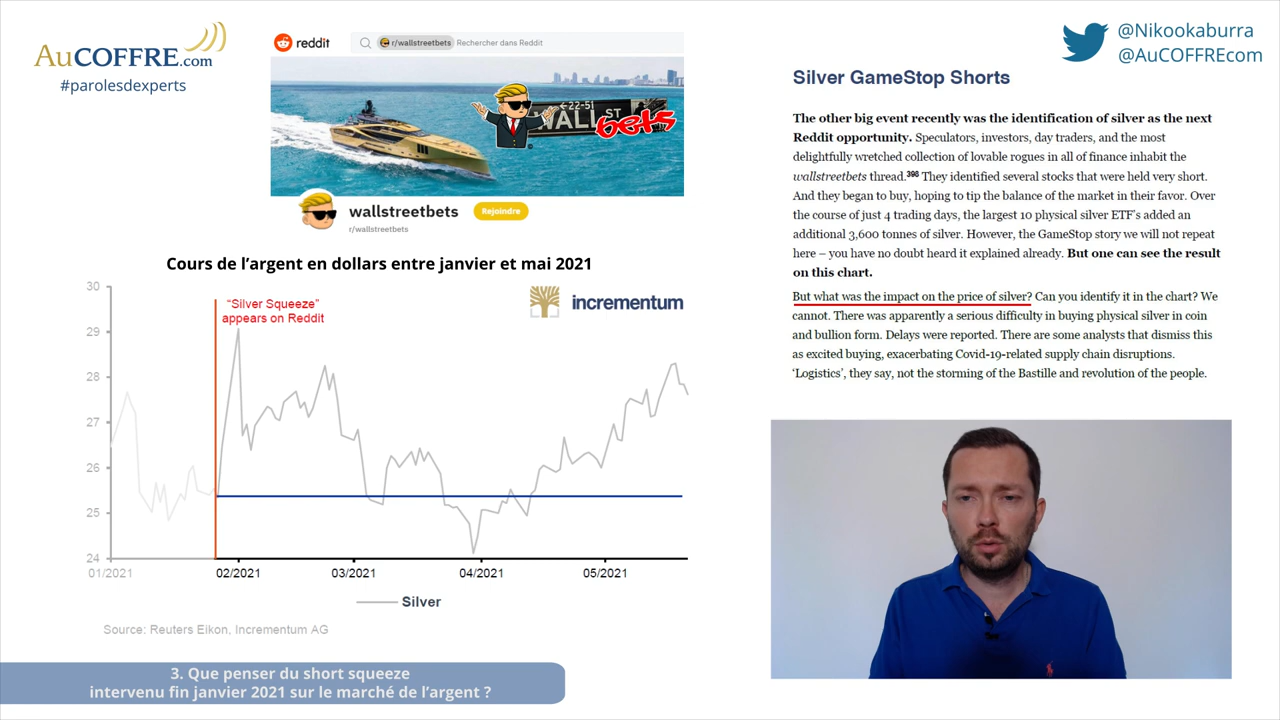 AuCOFFRE.com
#parolesdexperts
reddit
r/wallstreetbets Rechercher dans Reddit
22-51
WALL ST
bets
wallstreetbets
Rejoindre
r/wallstreetbets
@Nikookaburra
@AuCOFFREcom
Cours de l'argent en dollars entre janvier et mai 2021
"Silver Squeeze"
appears on Reddit
incrementum
30
29
28
27
26
25
24
01/2021 02/2021 03/2021 04/2021 05/2021
Silver
Source: Reuters Eikon, Incrementum AG
Silver GameStop Shorts
The other big event recently was the identification of silver as the next
Reddit opportunity. Speculators, investors, day traders, and the most
delightfully wretched collection of lovable rogues in all of finance inhabit the
wallstreetbets thread.398 They identified several stocks that were held very short.
And they began to buy, hoping to tip the balance of the market in their favor. Over
the course of just 4 trading days, the largest 10 physical silver ETF's added an
additional 3,600 tonnes of silver. However, the GameStop story we will not repeat
here – you have no doubt heard it explained already. But one can see the result
on this chart.
But what was the impact on the price of silver? Can you identify it in the chart? We
cannot. There was apparently a serious difficulty in buying physical silver in coin
and bullion form. Delays were reported. There are some analysts that dismiss this
as excited buying, exacerbating Covid-19-related supply chain disruptions.
'Logistics', they say, not the storming of the Bastille and revolution of the people.
3. Que penser du short squeeze
intervenu fin janvier 2021 sur le marché de l'argent ?